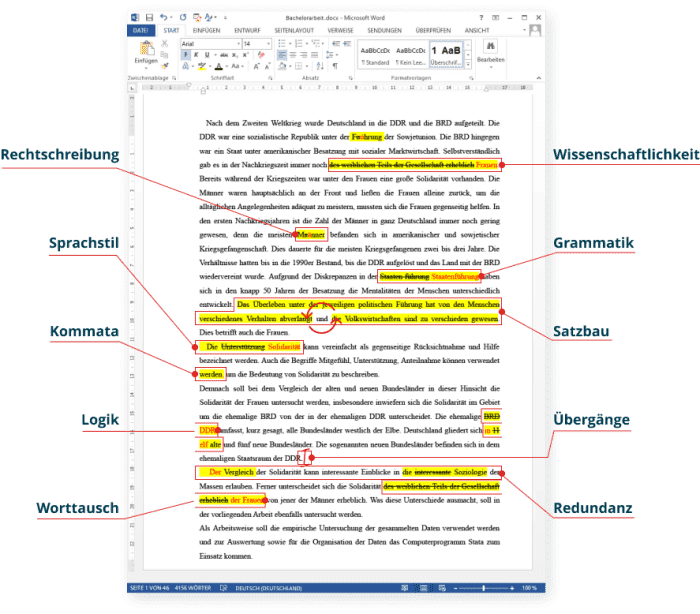 Bachelorarbeit.docx - Microsoft Word
DATEI START EINFÜGEN ENTWURF SEITENLAYOUT VERWEISE SENDUNGEN ÜBERPRÜFEN ANSICHT
Arial 14
Einfügen
AaBbCcDc AaBbCcDc 1 AaB
¶ Standard ¶ Kein Lee... Überschrif...
Bearbeiten
Zwischenablage Schriftart Absatz Formatvorlagen
Nach dem Zweiten Weltkrieg wurde Deutschland in die DDR und die BRD aufgeteilt. Die
DDR war eine sozialistische Republik unter der Führung der Sowjetunion. Die BRD hingegen
war ein Staat unter amerikanischer Besatzung mit sozialer Marktwirtschaft. Selbstverständlich
gab es in der Nachkriegszeit immer noch des weiblichen Teils der Gesellschaft erheblich Frauen.
Bereits während der Kriegszeiten war unter den Frauen eine große Solidarität vorhanden. Die
Männer waren hauptsächlich an der Front und ließen die Frauen alleine zurück, um die
alltäglichen Angelegenheiten adäquat zu meistern, mussten sich die Frauen gegenseitig helfen. In
den ersten Nachkriegsjahren ist die Zahl der Männer in ganz Deutschland immer noch gering
gewesen, denn die meisten Männer befanden sich in amerikanischer und sowjetischer
Kriegsgefangenschaft. Dies dauerte für die meisten Kriegsgefangenen zwei bis drei Jahre. Die
Verhältnisse hatten bis in die 1990er Bestand, bis die DDR aufgelöst und das Land mit der BRD
wiedervereint wurde. Aufgrund der Diskrepanzen in der Staaten führung Staatenführung haben
sich in den knapp 50 Jahren der Besatzung die Mentalitäten der Menschen unterschiedlich
entwickelt. Das Überleben unter der jeweiligen politischen Führung hat von den Menschen
verschiedenes Verhalten abverlangt und die Volkswirtschaften sind zu verschieden gewesen.
Dies betrifft auch die Frauen.
Die Unterstützung Solidarität kann vereinfacht als gegenseitige Rücksichtnahme und Hilfe
bezeichnet werden. Auch die Begriffe Mitgefühl, Unterstützung, Anteilnahme können verwendet
werden, um die Bedeutung von Solidarität zu beschreiben.
Demnach soll bei dem Vergleich der alten und neuen Bundesländer in dieser Hinsicht die
Solidarität der Frauen untersucht werden, insbesondere inwiefern sich die Solidarität im Gebiet
um die ehemalige BRD von der in der ehemaligen DDR unterscheidet. Die ehemalige BRD
DDR umfasst, kurz gesagt, alle Bundesländer westlich der Elbe. Deutschland gliedert sich in 11
elf alte und fünf neue Bundesländer. Die sogenannten neuen Bundesländer befinden sich in dem
ehemaligen Staatsraum der DDR.
Der Vergleich der Solidarität kann interessante Einblicke in die interessante Soziologie der
Massen erlauben. Ferner unterscheidet sich die Solidarität des weiblichen Teils der Gesellschaft
erheblich der Frauen von jener der Männer erheblich. Was diese Unterschiede ausmacht, soll in
der vorliegenden Arbeit ebenfalls untersucht werden.
Als Arbeitsweise soll die empirische Untersuchung der gesammelten Daten verwendet werden
und zur Auswertung sowie für die Organisation der Daten das Computerprogramm Stata zum
Einsatz kommen.
Rechtschreibung
Sprachstil
Kommata
Logik
Worttausch
Wissenschaftlichkeit
Grammatik
Satzbau
Übergänge
Redundanz
SEITE 1 VON 46 4156 WÖRTER DEUTSCH (DEUTSCHLAND) 100 %